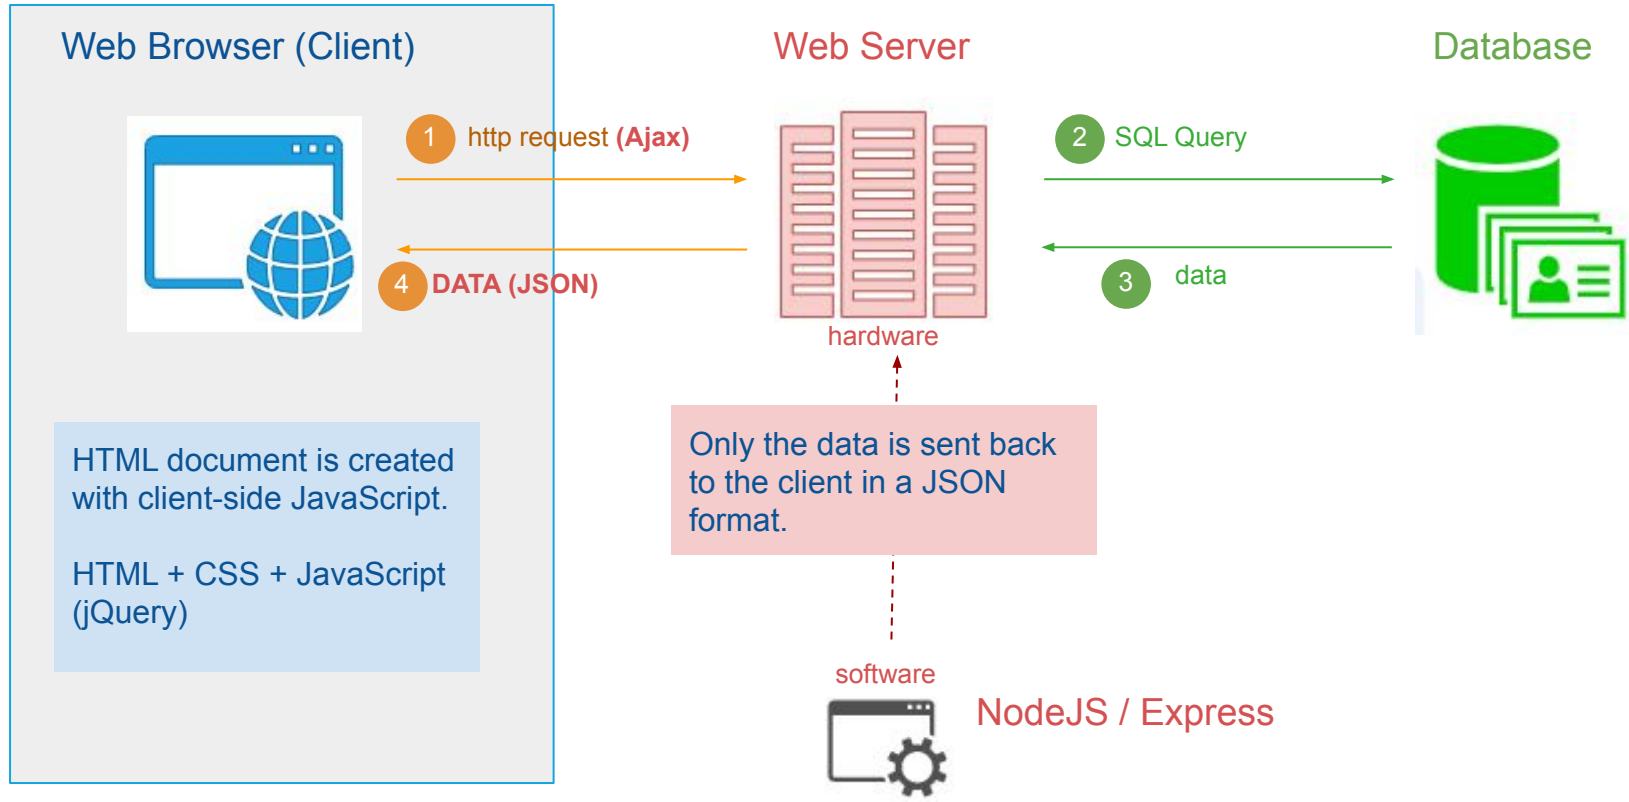 Web Browser (Client)
Web Server
Database
1 http request (Ajax)
2 SQL Query
4 DATA (JSON)
3 data
hardware
HTML document is created
with client-side JavaScript.
HTML + CSS + JavaScript
(jQuery)
Only the data is sent back
to the client in a JSON
format.
software
NodeJS / Express